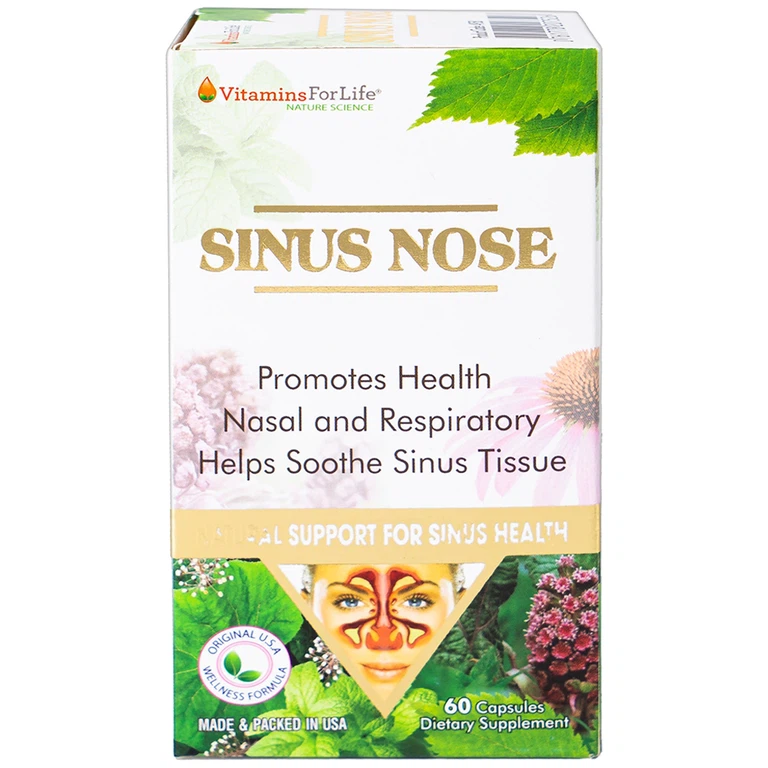 VitaminsForLife®
NATURE SCIENCE
SINUS NOSE
Promotes Health
Nasal and Respiratory
Helps Soothe Sinus Tissue
NATURAL SUPPORT FOR SINUS HEALTH
ORIGINAL U.S.A
WELLNESS FORMULA
MADE & PACKED IN USA
60 Capsules
Dietary Supplement